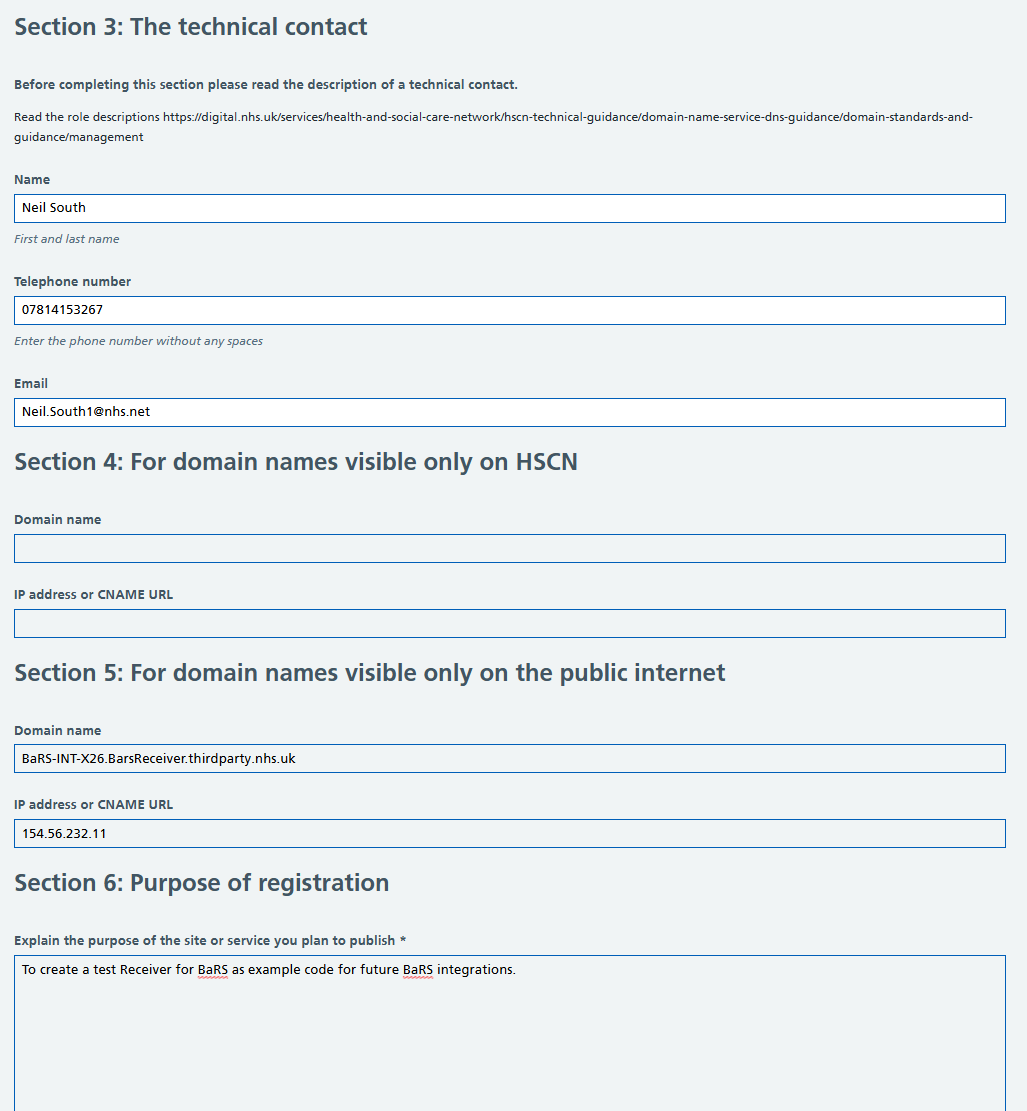 Section 3: The technical contact
Before completing this section please read the description of a technical contact.
Read the role descriptions https://digital.nhs.uk/services/health-and-social-care-network/hscn-technical-guidance/domain-name-service-dns-guidance/domain-standards-and-
guidance/management
Name
Neil South
First and last name
Telephone number
07814153267
Enter the phone number without any spaces
Email
Neil.South1@nhs.net
Section 4: For domain names visible only on HSCN
Domain name
IP address or CNAME URL
Section 5: For domain names visible only on the public internet
Domain name
BaRS-INT-X26.BarsReceiver.thirdparty.nhs.uk
IP address or CNAME URL
154.56.232.11
Section 6: Purpose of registration
Explain the purpose of the site or service you plan to publish *
To create a test Receiver for BaRS as example code for future BaRS integrations.